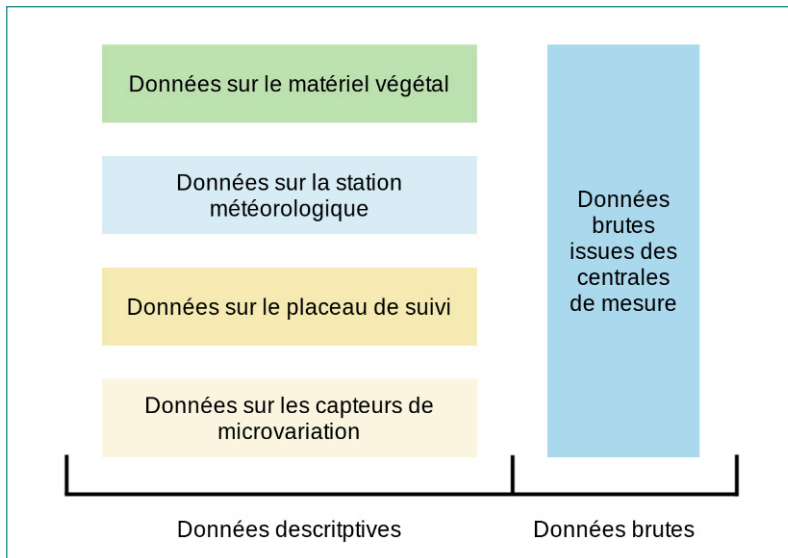 Données sur le matériel végétal
Données sur la station
météorologique
Données sur le placeau de suivi
Données sur les capteurs de
microvariation
Données
brutes
issues des
centrales
de mesure
Données descritptives
Données brutes